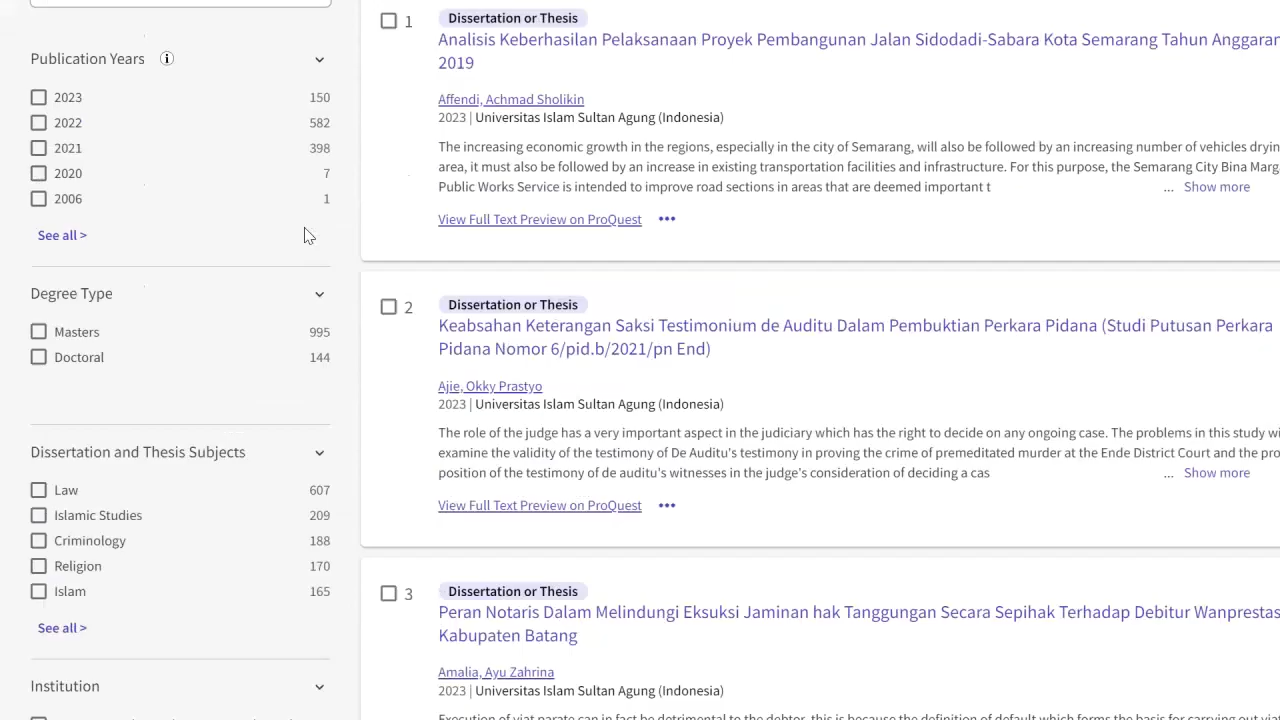 Publication Years
2023 150
2022 582
2021 398
2020 7
2006 1
See all >
Degree Type
Masters 995
Doctoral 144
Dissertation and Thesis Subjects
Law 607
Islamic Studies 209
Criminology 188
Religion 170
Islam 165
See all >
Institution
1 Dissertation or Thesis
Analisis Keberhasilan Pelaksanaan Proyek Pembangunan Jalan Sidodadi-Sabara Kota Semarang Tahun Anggaran
2019
Affendi, Achmad Sholikin
2023 | Universitas Islam Sultan Agung (Indonesia)
The increasing economic growth in the regions, especially in the city of Semarang, will also be followed by an increasing number of vehicles
area, it must also be followed by an increase in existing transportation facilities and infrastructure. For this purpose, the Semarang City Bina
Public Works Service is intended to improve road sections in areas that are deemed important t ... Show more
View Full Text Preview on ProQuest •••
2 Dissertation or Thesis
Keabsahan Keterangan Saksi Testimonium de Auditu Dalam Pembuktian Perkara Pidana (Studi Putusan Perkara
Pidana Nomor 6/pid.b/2021/pn End)
Ajie, Okky Prastyo
2023 | Universitas Islam Sultan Agung (Indonesia)
The role of the judge has a very important aspect in the judiciary which has the right to decide on any ongoing case. The problems in this study
examine the validity of the testimony of De Auditu's testimony in proving the crime of premeditated murder at the Ende District Court and the
position of the testimony of de auditu's witnesses in the judge's consideration of deciding a cas ... Show more
View Full Text Preview on ProQuest •••
3 Dissertation or Thesis
Peran Notaris Dalam Melindungi Eksuksi Jaminan hak Tanggungan Secara Sepihak Terhadap Debitur Wanprestas
Kabupaten Batang
Amalia, Ayu Zahrina
2023 | Universitas Islam Sultan Agung (Indonesia)